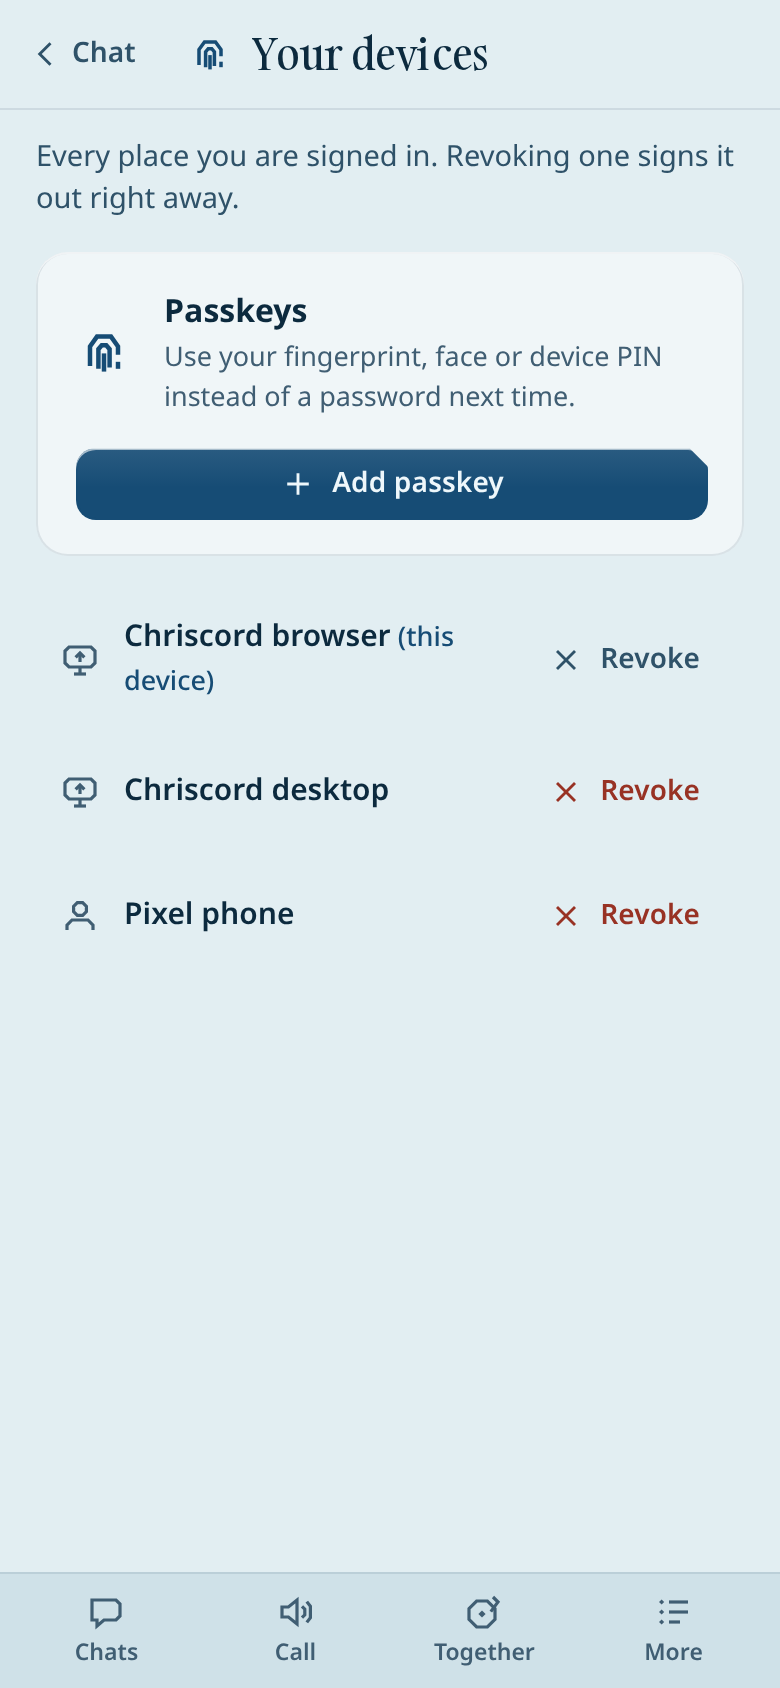 Chat
Your devices
Every place you are signed in. Revoking one signs it
out right away.
Passkeys
Use your fingerprint, face or device PIN
instead of a password next time.
Add passkey
Chriscord browser (this
device)
Revoke
Chriscord desktop
Revoke
Pixel phone
Revoke
Chats
Call
Together
More